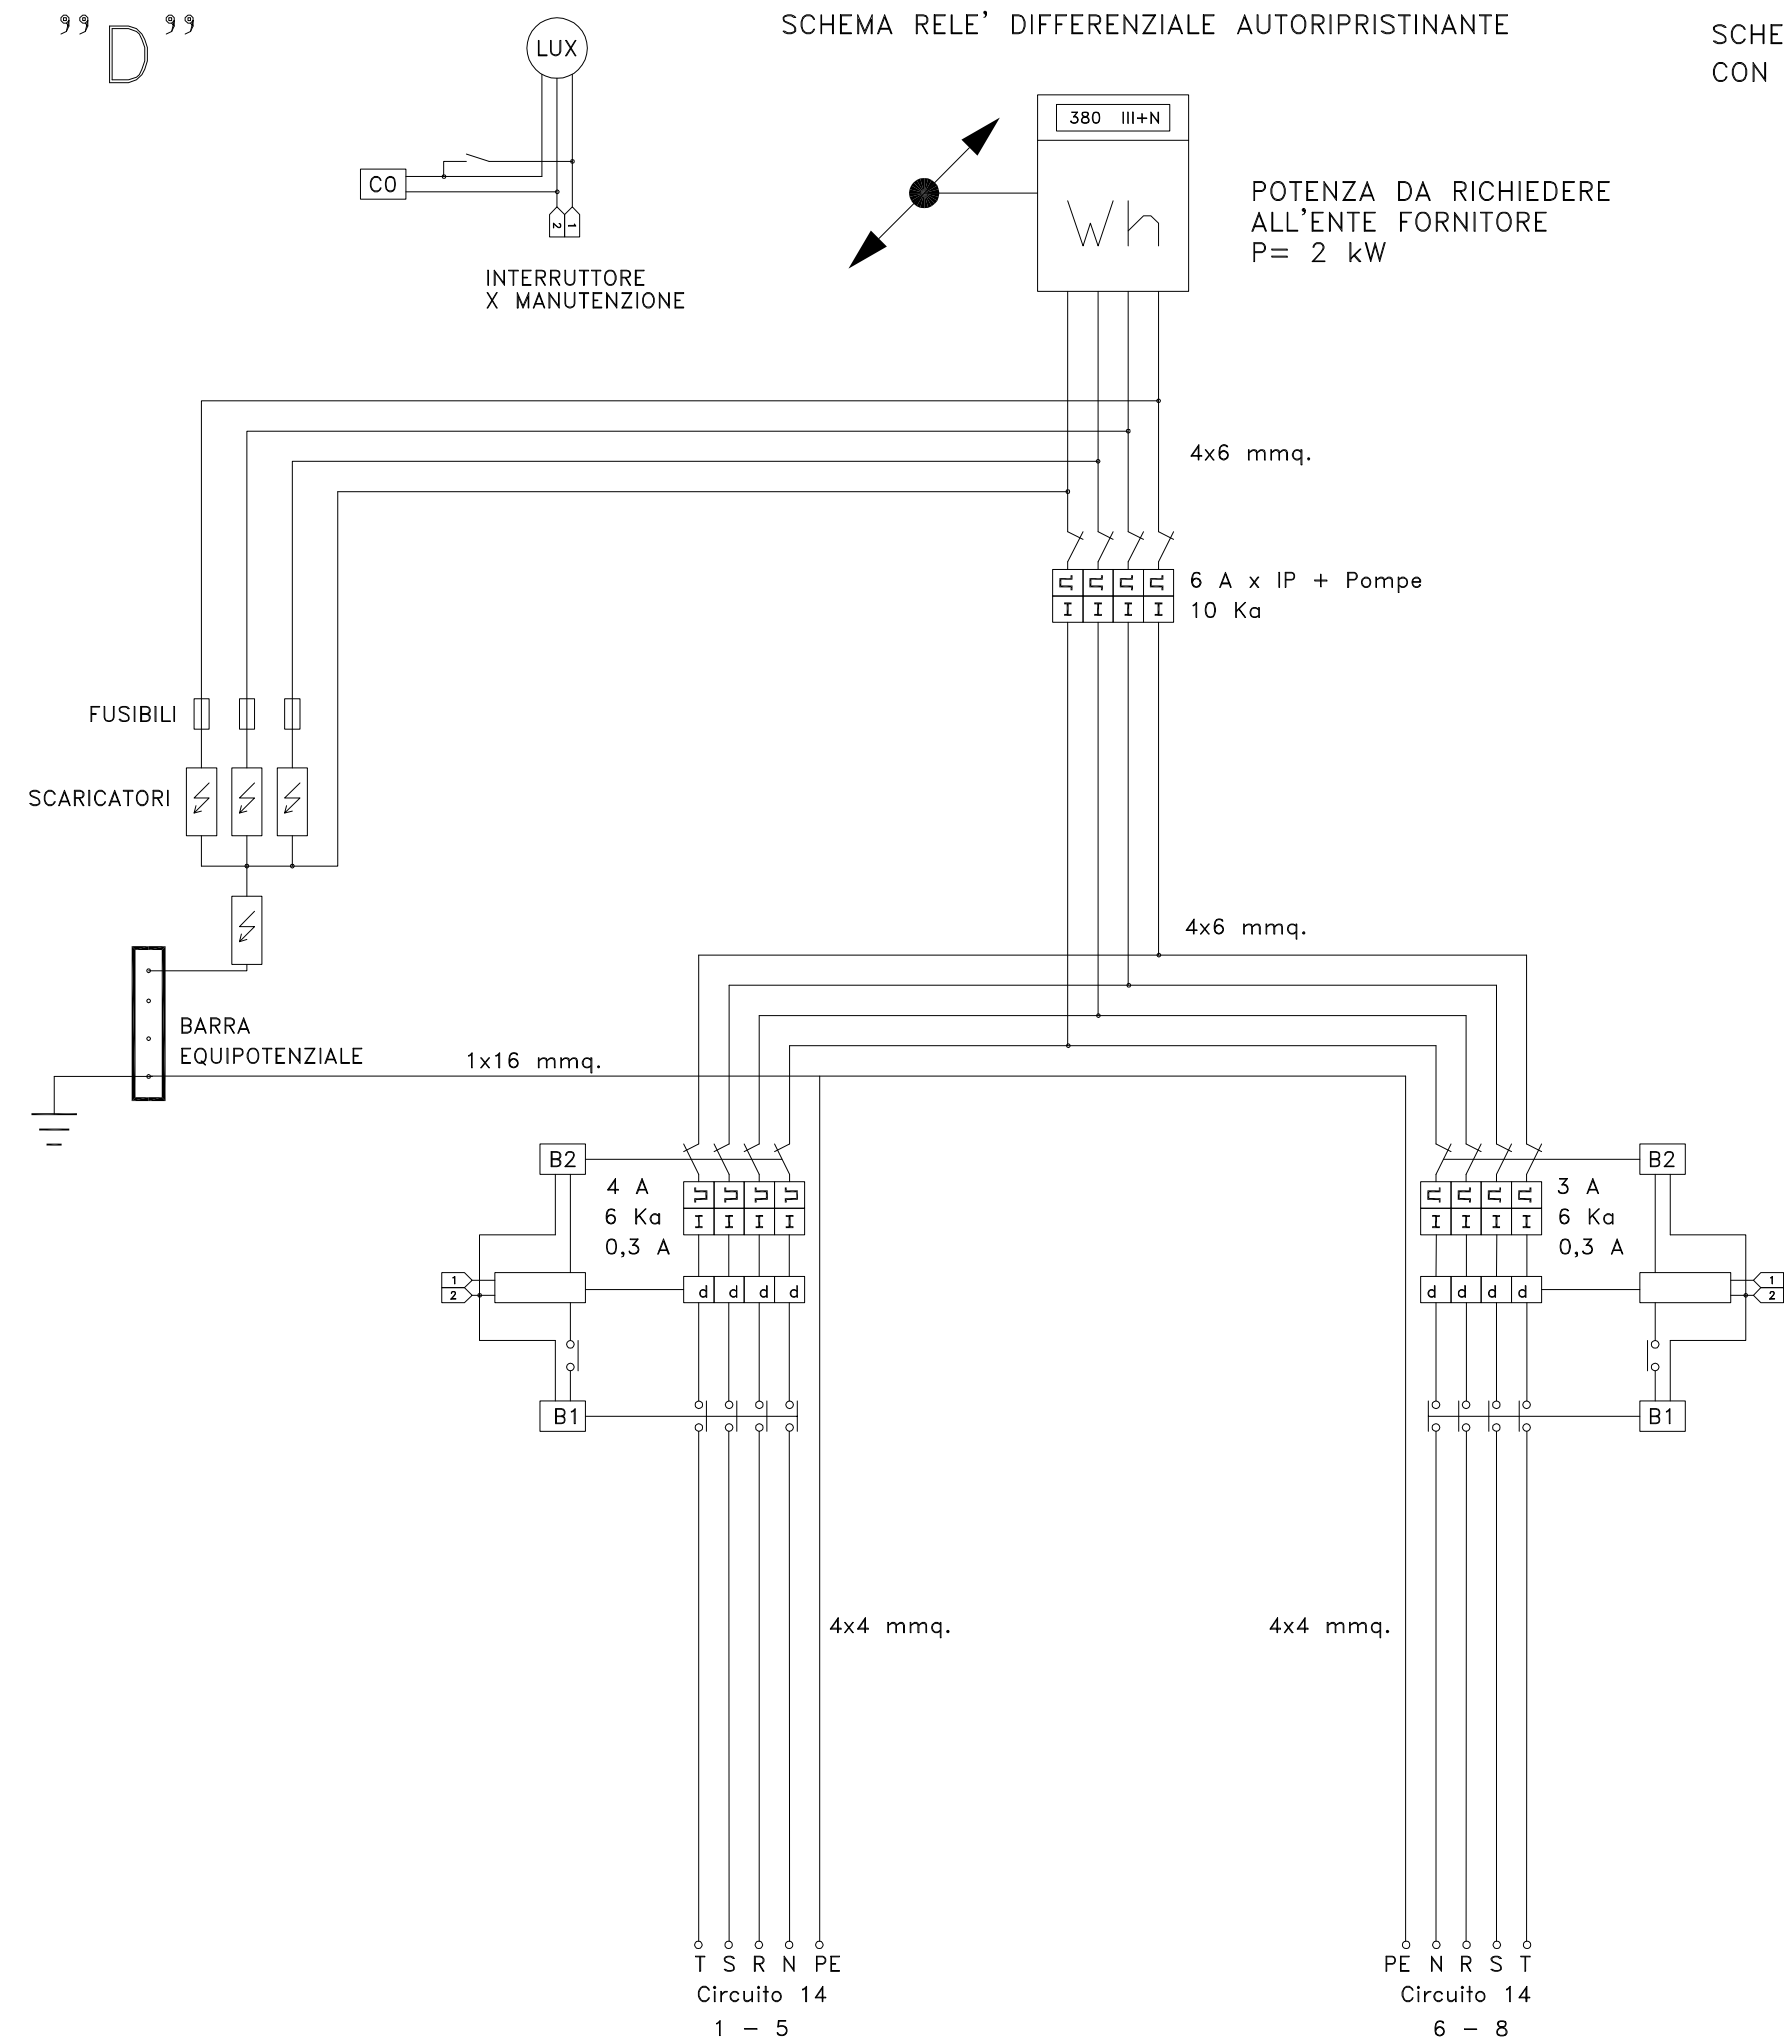 "D"
LUX
SCHEMA RELE' DIFFERENZIALE AUTORIPRISTINANTE
SCHE
CON
380 III+N
CO
Wh
2 1
POTENZA DA RICHIEDERE
ALL'ENTE FORNITORE
P= 2 kW
INTERRUTTORE
X MANUTENZIONE
4x6 mmq.
6 A x IP + Pompe
I I I I
10 Ka
FUSIBILI
SCARICATORI
4x6 mmq.
BARRA
EQUIPOTENZIALE
1x16 mmq.
B2
4 A
6 Ka
0,3 A
I I I I
1
2
d d d d
B1
B2
3 A
6 Ka
0,3 A
I I I I
d d d d
1
2
B1
4x4 mmq.
4x4 mmq.
T S R N PE
Circuito 14
1 - 5
PE N R S T
Circuito 14
6 - 8